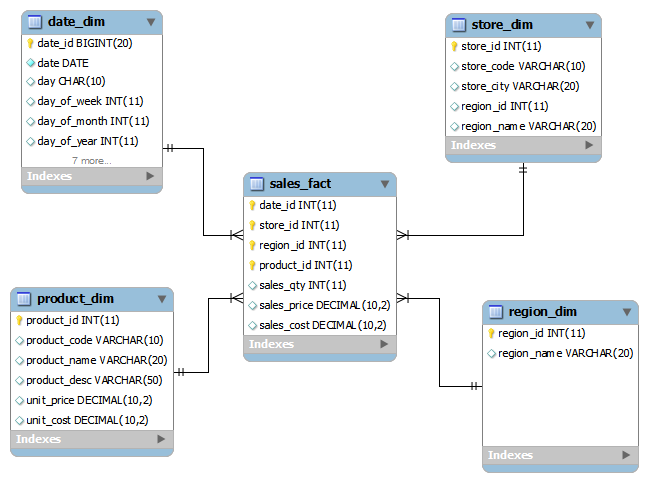 date_dim
date_id BIGINT(20)
date DATE
day CHAR(10)
day_of_week INT(11)
day_of_month INT(11)
day_of_year INT(11)
7 more...
Indexes
store_dim
store_id INT(11)
store_code VARCHAR(10)
store_city VARCHAR(20)
region_id INT(11)
region_name VARCHAR(20)
Indexes
sales_fact
date_id INT(11)
store_id INT(11)
region_id INT(11)
product_id INT(11)
sales_qty INT(11)
sales_price DECIMAL(10,2)
sales_cost DECIMAL(10,2)
Indexes
product_dim
product_id INT(11)
product_code VARCHAR(10)
product_name VARCHAR(20)
product_desc VARCHAR(50)
unit_price DECIMAL(10,2)
unit_cost DECIMAL(10,2)
Indexes
region_dim
region_id INT(11)
region_name VARCHAR(20)
Indexes